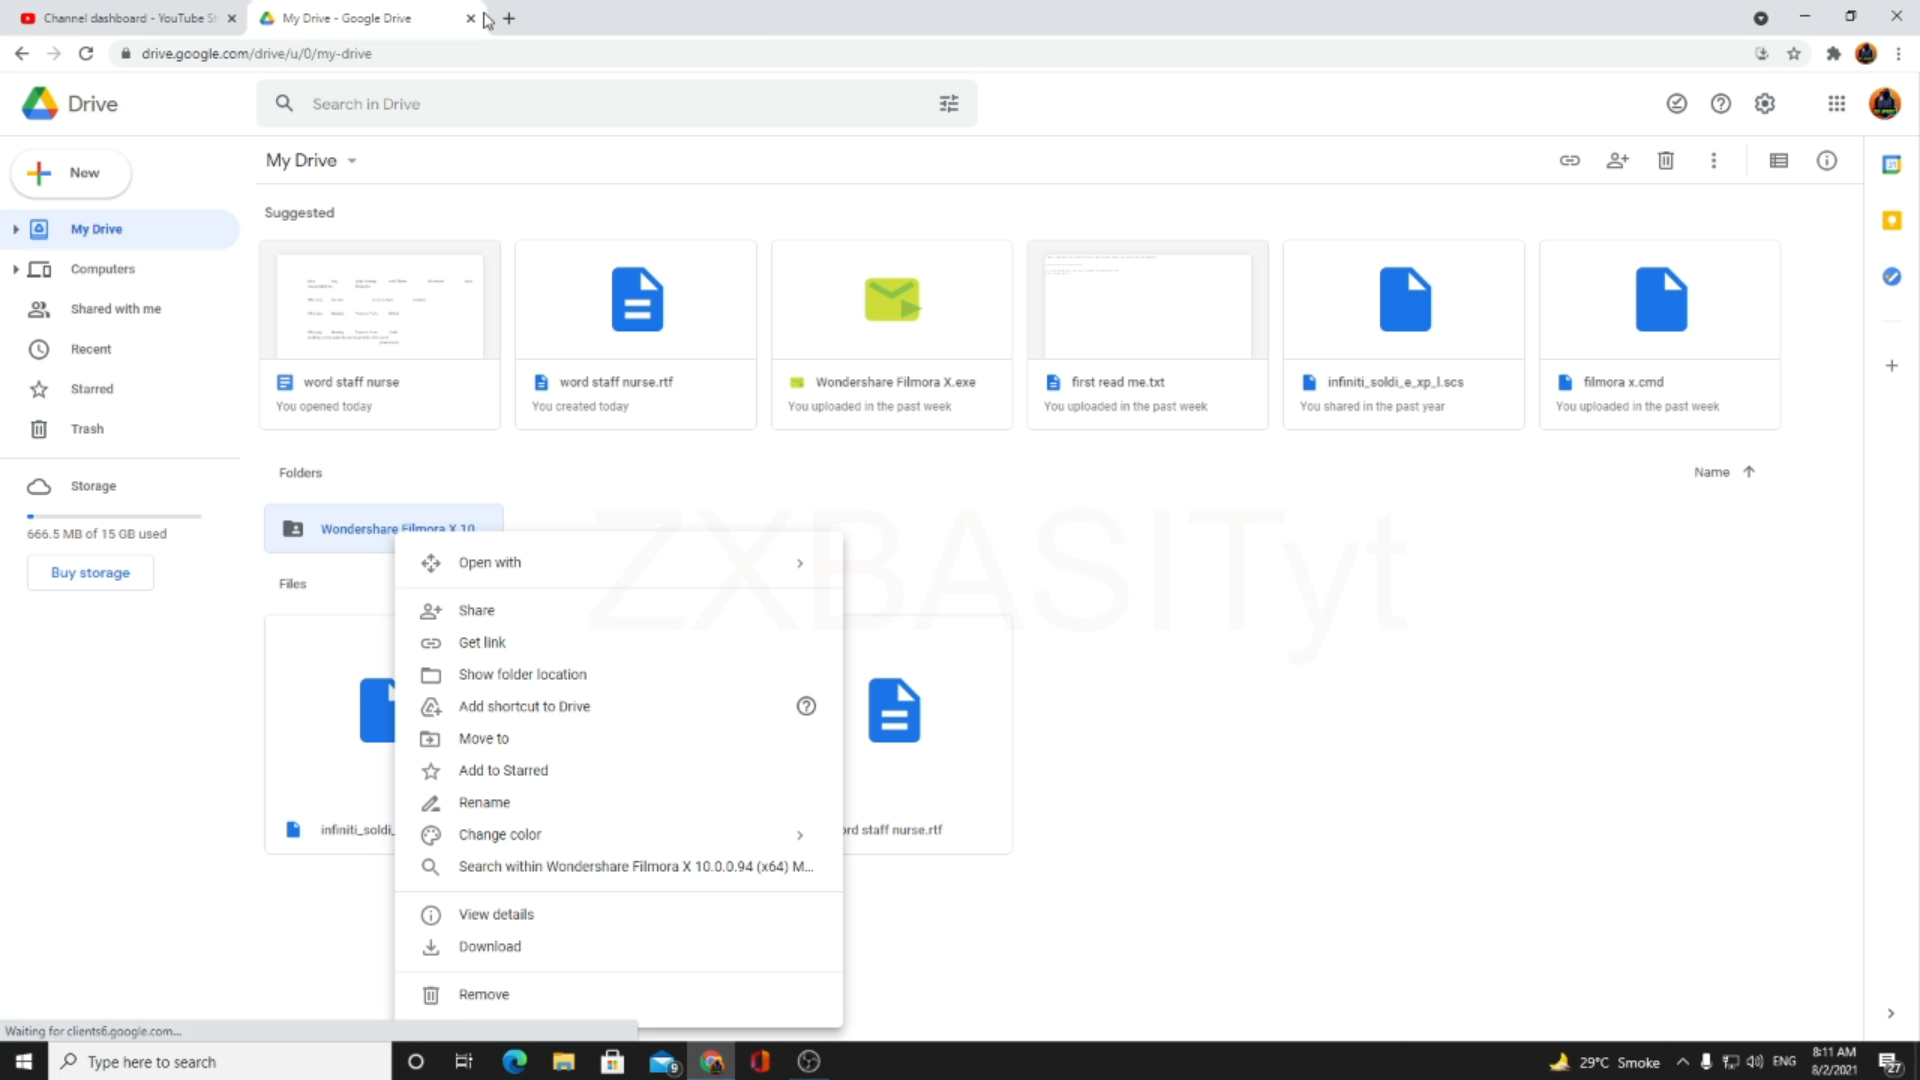 Channel dashboard - YouTube St
My Drive - Google Drive
drive.google.com/drive/u/0/my-drive
Drive
Search in Drive
New
My Drive
Computers
Shared with me
Recent
Starred
Trash
Storage
666.5 MB of 15 GB used
Buy storage
My Drive
Suggested
word staff nurse
You opened today
word staff nurse.rtf
You created today
Wondershare Filmora X.exe
You uploaded in the past week
first read me.txt
You uploaded in the past week
infiniti_soldi_e_xp_l.scs
You shared in the past year
filmora x.cmd
You uploaded in the past week
Folders
Name
Wondershare Filmora X 10
Files
infiniti_soldi_
ord staff nurse.rtf
Open with
Share
Get link
Show folder location
Add shortcut to Drive
Move to
Add to Starred
Rename
Change color
Search within Wondershare Filmora X 10.0.0.94 (x64) M...
View details
Download
Remove
ZXBASITyt
Waiting for clients6.google.com...
Type here to search
9
29°C Smoke
ENG
8:11 AM
8/2/2021
27